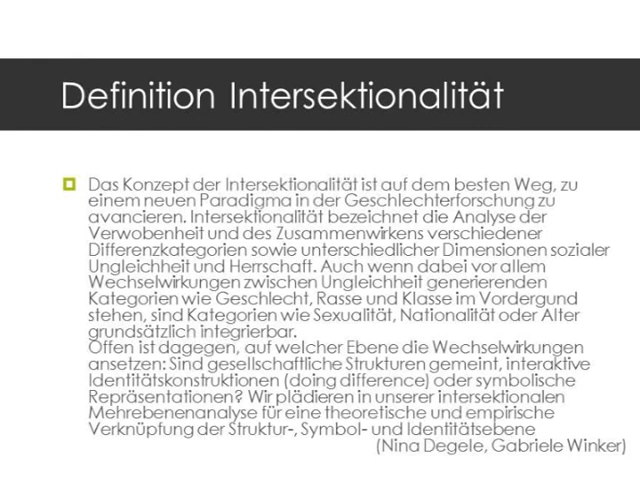 Definition Intersektionalität
Das Konzept der Intersektionalität ist auf dem besten Weg, zu
einem neuen Paradigma in der Geschlechterforschung zu
avancieren. Intersektionalität bezeichnet die Analyse der
Verwobenheit und des Zusammenwirkens verschiedener
Differenzkategorien sowie unterschiedlicher Dimensionen sozialer
Ungleichheit und Herrschaft. Auch wenn dabei vor allem
Wechselwirkungen zwischen Ungleichheit generierenden
Kategorien wie Geschlecht, Rasse und Klasse im Vordergund
stehen, sind Kategorien wie Sexualität, Nationalität oder Alter
grundsätzlich integrierbar.
Offen ist dagegen, auf welcher Ebene die Wechselwirkungen
ansetzen: Sind gesellschaftliche Strukturen gemeint, interaktive
Identitätskonstruktionen (doing difference) oder symbolische
Repräsentationen? Wir plädieren in unserer intersektionalen
Mehrebenenanalyse für eine theoretische und empirische
Verknüpfung der Struktur-, Symbol- und Identitätsebene
(Nina Degele, Gabriele Winker)